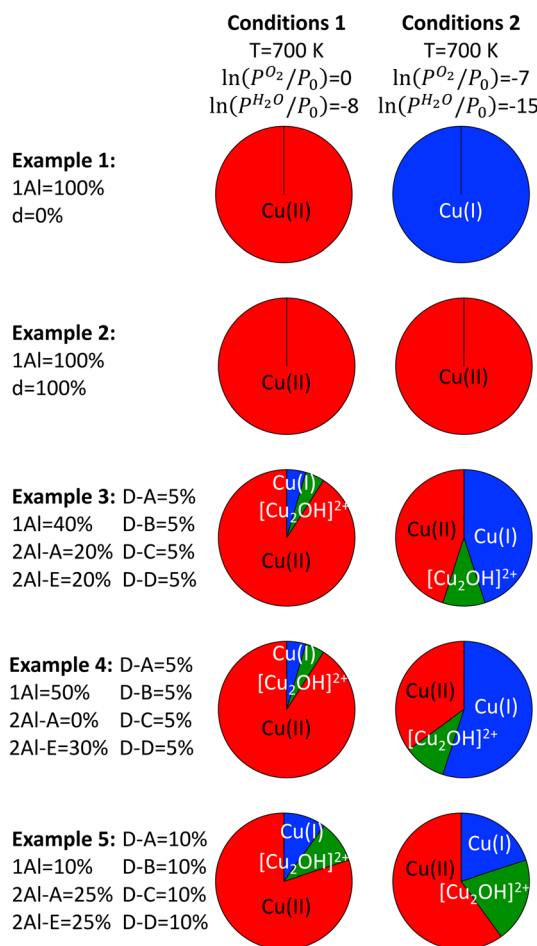 Conditions 1
T=700 K
ln(P^{O₂}/P₀)=0
ln(P^{H₂O}/P₀)=-8
Conditions 2
T=700 K
ln(P^{O₂}/P₀)=-7
ln(P^{H₂O}/P₀)=-15
Example 1:
1Al=100%
d=0%
Cu(II)
Cu(I)
Example 2:
1Al=100%
d=100%
Cu(II)
Cu(II)
Example 3: D-A=5%
1Al=40% D-B=5%
2Al-A=20% D-C=5%
2Al-E=20% D-D=5%
Cu(I)
[Cu₂OH]²⁺
Cu(II)
Cu(II)
Cu(I)
[Cu₂OH]²⁺
Example 4: D-A=5%
1Al=50% D-B=5%
2Al-A=0% D-C=5%
2Al-E=30% D-D=5%
Cu(I)
[Cu₂OH]²⁺
Cu(II)
Cu(II)
Cu(I)
[Cu₂OH]²⁺
Example 5: D-A=10%
1Al=10% D-B=10%
2Al-A=25% D-C=10%
2Al-E=25% D-D=10%
Cu(I)
[Cu₂OH]²⁺
Cu(II)
Cu(I)
Cu(II)
[Cu₂OH]²⁺